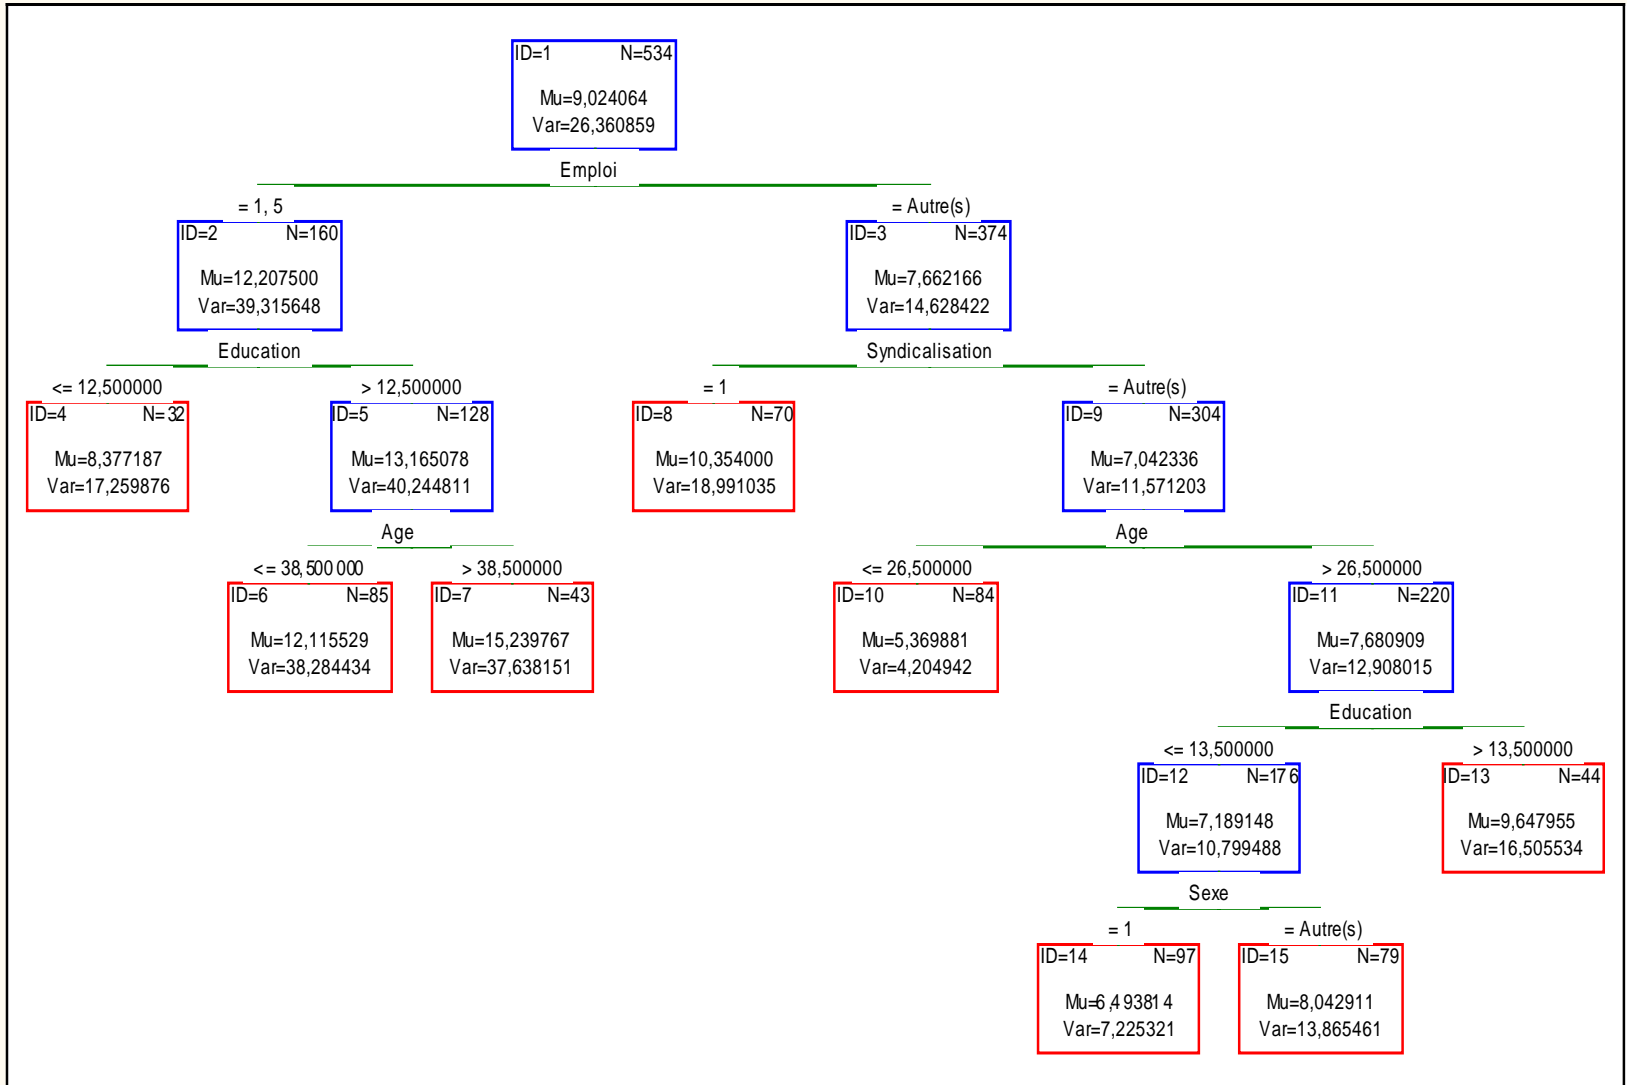 ID=1 N=534
Mu=9,024064
Var=26,360859
Emploi
= 1, 5
= Autre(s)
ID=2 N=160
Mu=12,207500
Var=39,315648
ID=3 N=374
Mu=7,662166
Var=14,628422
Education
Syndicalisation
<= 12,500000
> 12,500000
= 1
= Autre(s)
ID=4 N=32
Mu=8,377187
Var=17,259876
ID=5 N=128
Mu=13,165078
Var=40,244811
ID=8 N=70
Mu=10,354000
Var=18,991035
ID=9 N=304
Mu=7,042336
Var=11,571203
Age
Age
<= 38,500000
> 38,500000
<= 26,500000
> 26,500000
ID=6 N=85
Mu=12,115529
Var=38,284434
ID=7 N=43
Mu=15,239767
Var=37,638151
ID=10 N=84
Mu=5,369881
Var=4,204942
ID=11 N=220
Mu=7,680909
Var=12,908015
Education
<= 13,500000
> 13,500000
ID=12 N=176
Mu=7,189148
Var=10,799488
ID=13 N=44
Mu=9,647955
Var=16,505534
Sexe
= 1
= Autre(s)
ID=14 N=97
Mu=6,493814
Var=7,225321
ID=15 N=79
Mu=8,042911
Var=13,865461